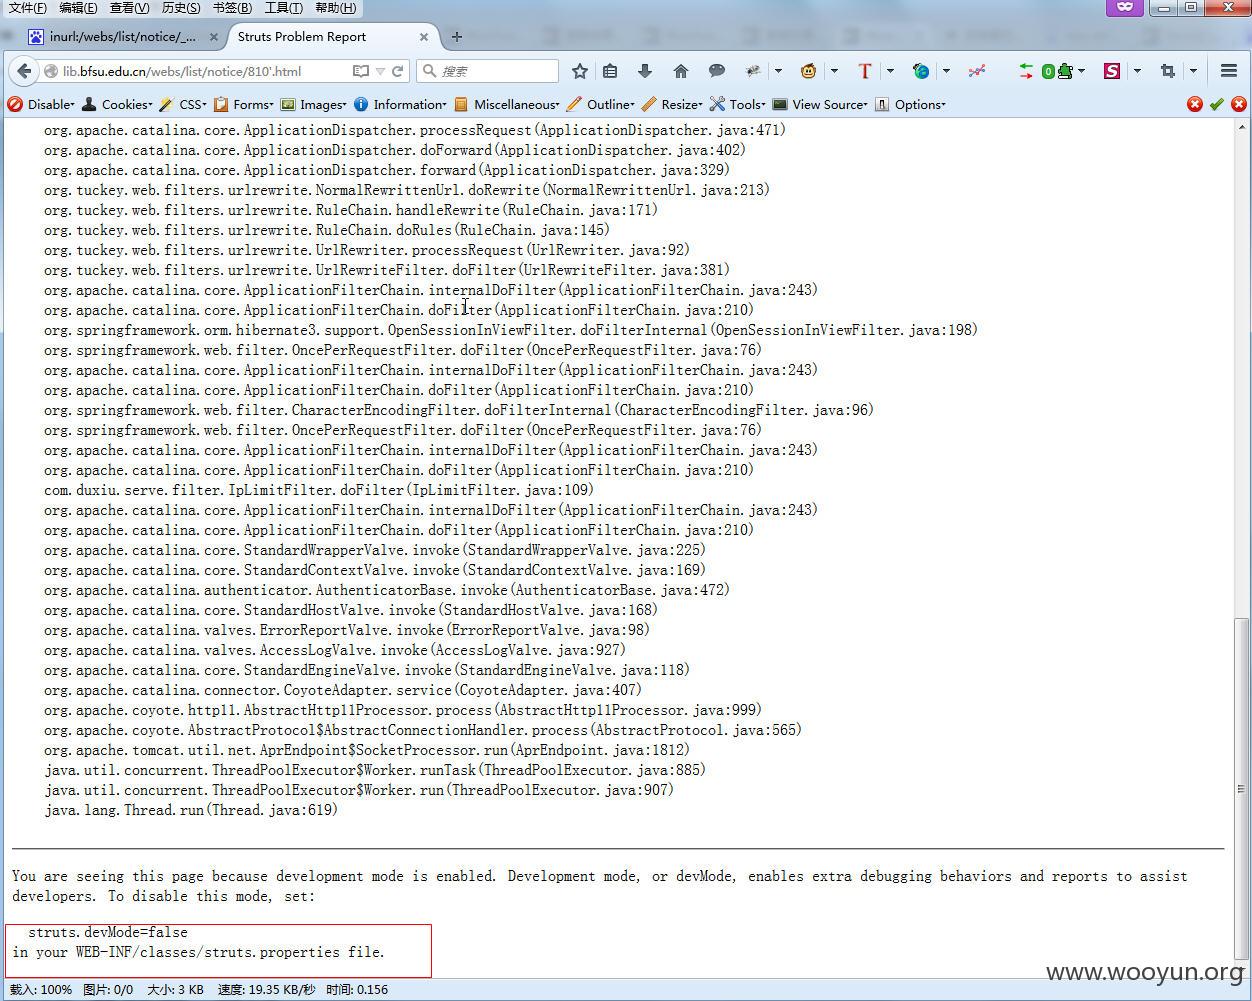 文件(F) 编辑(E) 查看(V) 历史(S) 书签(B) 工具(T) 帮助(H)
inurl:/webs/list/notice/_... × Struts Problem Report × +
lib.bfsu.edu.cn/webs/list/notice/810'.html 搜索
Disable Cookies CSS Forms Images Information Miscellaneous Outline Resize Tools View Source Options
org.apache.catalina.core.ApplicationDispatcher.processRequest(ApplicationDispatcher.java:471)
org.apache.catalina.core.ApplicationDispatcher.doForward(ApplicationDispatcher.java:402)
org.apache.catalina.core.ApplicationDispatcher.forward(ApplicationDispatcher.java:329)
org.tuckey.web.filters.urlrewrite.NormalRewrittenUrl.doRewrite(NormalRewrittenUrl.java:213)
org.tuckey.web.filters.urlrewrite.RuleChain.handleRewrite(RuleChain.java:171)
org.tuckey.web.filters.urlrewrite.RuleChain.doRules(RuleChain.java:145)
org.tuckey.web.filters.urlrewrite.UrlRewriter.processRequest(UrlRewriter.java:92)
org.tuckey.web.filters.urlrewrite.UrlRewriteFilter.doFilter(UrlRewriteFilter.java:381)
org.apache.catalina.core.ApplicationFilterChain.internalDoFilter(ApplicationFilterChain.java:243)
org.apache.catalina.core.ApplicationFilterChain.doFilter(ApplicationFilterChain.java:210)
org.springframework.orm.hibernate3.support.OpenSessionInViewFilter.doFilterInternal(OpenSessionInViewFilter.java:198)
org.springframework.web.filter.OncePerRequestFilter.doFilter(OncePerRequestFilter.java:76)
org.apache.catalina.core.ApplicationFilterChain.internalDoFilter(ApplicationFilterChain.java:243)
org.apache.catalina.core.ApplicationFilterChain.doFilter(ApplicationFilterChain.java:210)
org.springframework.web.filter.CharacterEncodingFilter.doFilterInternal(CharacterEncodingFilter.java:96)
org.springframework.web.filter.OncePerRequestFilter.doFilter(OncePerRequestFilter.java:76)
org.apache.catalina.core.ApplicationFilterChain.internalDoFilter(ApplicationFilterChain.java:243)
org.apache.catalina.core.ApplicationFilterChain.doFilter(ApplicationFilterChain.java:210)
com.duxiu.serve.filter.IpLimitFilter.doFilter(IpLimitFilter.java:109)
org.apache.catalina.core.ApplicationFilterChain.internalDoFilter(ApplicationFilterChain.java:243)
org.apache.catalina.core.ApplicationFilterChain.doFilter(ApplicationFilterChain.java:210)
org.apache.catalina.core.StandardWrapperValve.invoke(StandardWrapperValve.java:225)
org.apache.catalina.core.StandardContextValve.invoke(StandardContextValve.java:169)
org.apache.catalina.authenticator.AuthenticatorBase.invoke(AuthenticatorBase.java:472)
org.apache.catalina.core.StandardHostValve.invoke(StandardHostValve.java:168)
org.apache.catalina.valves.ErrorReportValve.invoke(ErrorReportValve.java:98)
org.apache.catalina.valves.AccessLogValve.invoke(AccessLogValve.java:927)
org.apache.catalina.core.StandardEngineValve.invoke(StandardEngineValve.java:118)
org.apache.catalina.connector.CoyoteAdapter.service(CoyoteAdapter.java:407)
org.apache.coyote.http11.AbstractHttp11Processor.process(AbstractHttp11Processor.java:999)
org.apache.coyote.AbstractProtocol$AbstractConnectionHandler.process(AbstractProtocol.java:565)
org.apache.tomcat.util.net.AprEndpoint$SocketProcessor.run(AprEndpoint.java:1812)
java.util.concurrent.ThreadPoolExecutor$Worker.runTask(ThreadPoolExecutor.java:885)
java.util.concurrent.ThreadPoolExecutor$Worker.run(ThreadPoolExecutor.java:907)
java.lang.Thread.run(Thread.java:619)
You are seeing this page because development mode is enabled. Development mode, or devMode, enables extra debugging behaviors and reports to assist
developers. To disable this mode, set:
struts.devMode=false
in your WEB-INF/classes/struts.properties file.
www.wooyun.org
载入: 100% 图片: 0/0 大小: 3 KB 速度: 19.35 KB/秒 时间: 0.156